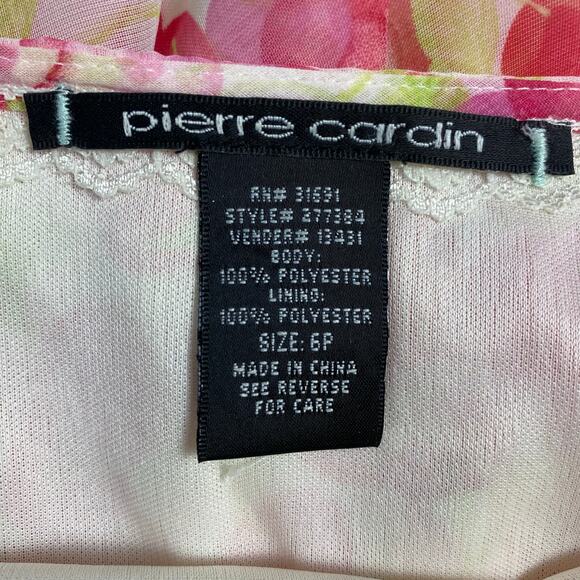 pierre cardin
RN# 31691
STYLE# 377384
VENDER# 13431
BODY:
100% POLYESTER
LINING:
100% POLYESTER
SIZE: 6P
MADE IN CHINA
SEE REVERSE
FOR CARE